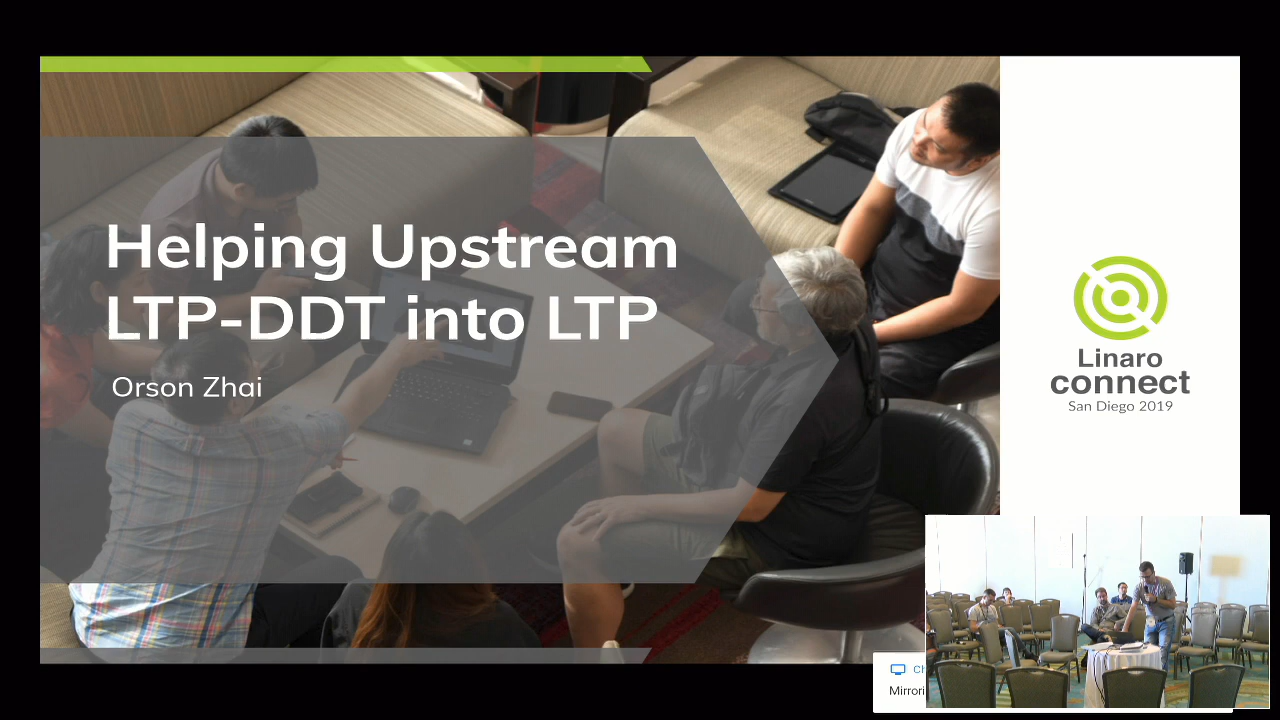 Helping Upstream
LTP-DDT into LTP
Orson Zhai
Linaro
connect
San Diego 2019